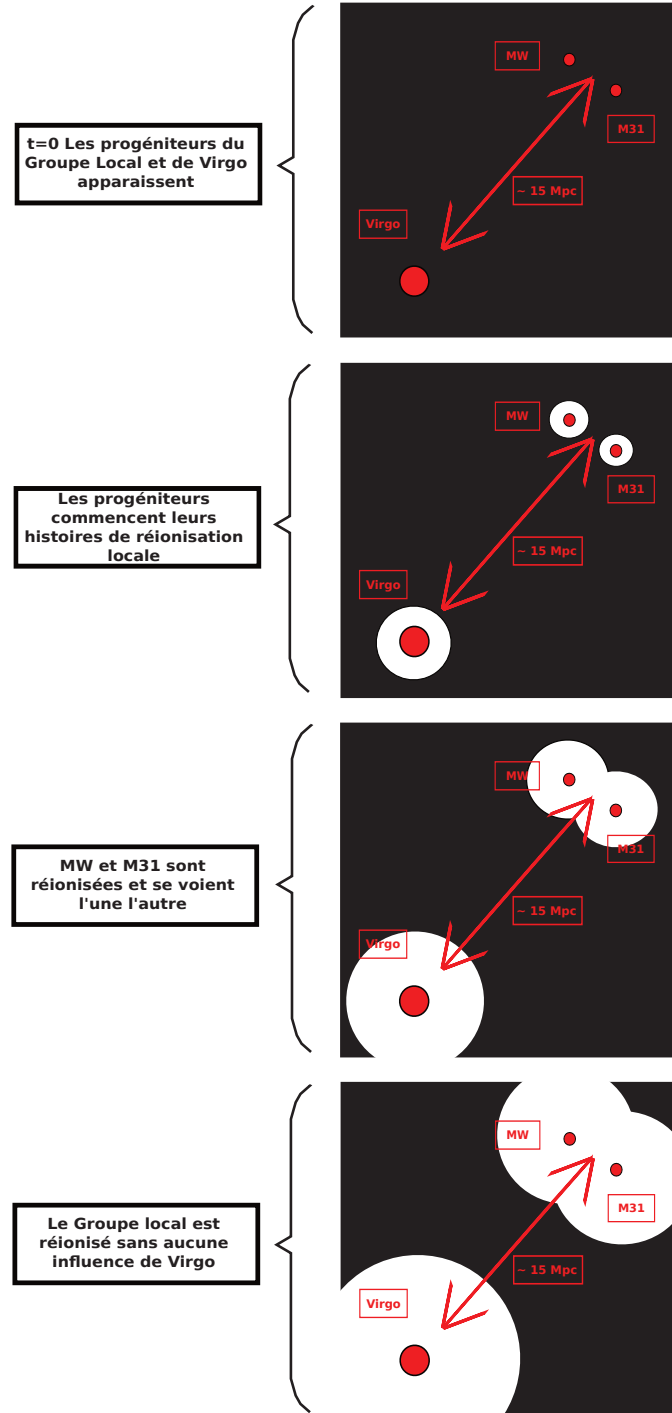 t=0 Les progéniteurs du
Groupe Local et de Virgo
apparaissent
MW
M31
~ 15 Mpc
Virgo
Les progéniteurs
commencent leurs
histoires de réionisation
locale
MW
M31
~ 15 Mpc
Virgo
MW et M31 sont
réionisées et se voient
l'une l'autre
MW
M31
~ 15 Mpc
Virgo
Le Groupe local est
réionisé sans aucune
influence de Virgo
MW
M31
~ 15 Mpc
Virgo